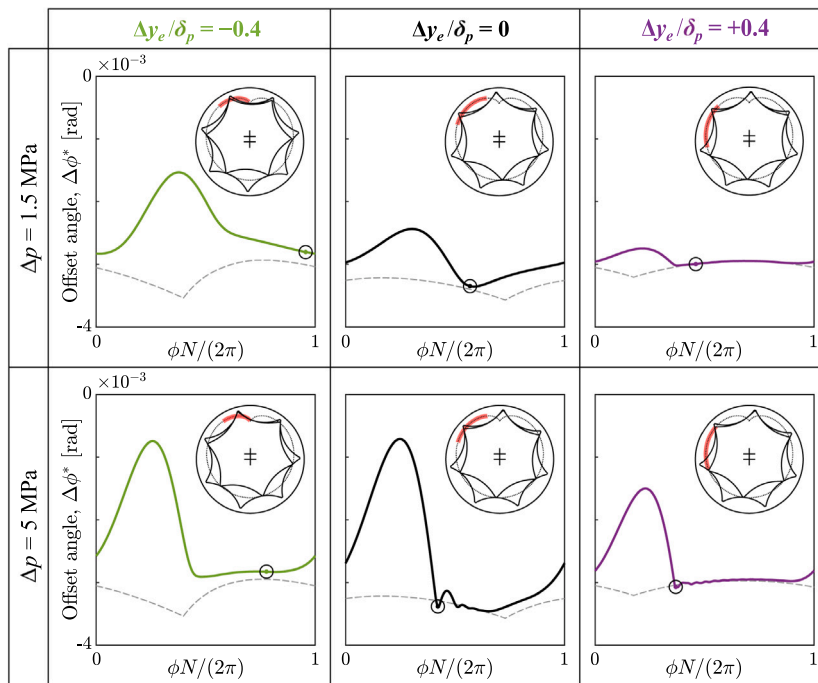 Δyₑ/δₚ = −0.4
Δyₑ/δₚ = 0
Δyₑ/δₚ = +0.4
Δp = 1.5 MPa
×10⁻³
0
Offset angle, Δϕ* [rad]
-4
0
ϕN/(2π)
1
0
ϕN/(2π)
1
0
ϕN/(2π)
1
Δp = 5 MPa
×10⁻³
0
Offset angle, Δϕ* [rad]
-4
0
ϕN/(2π)
1
0
ϕN/(2π)
1
0
ϕN/(2π)
1